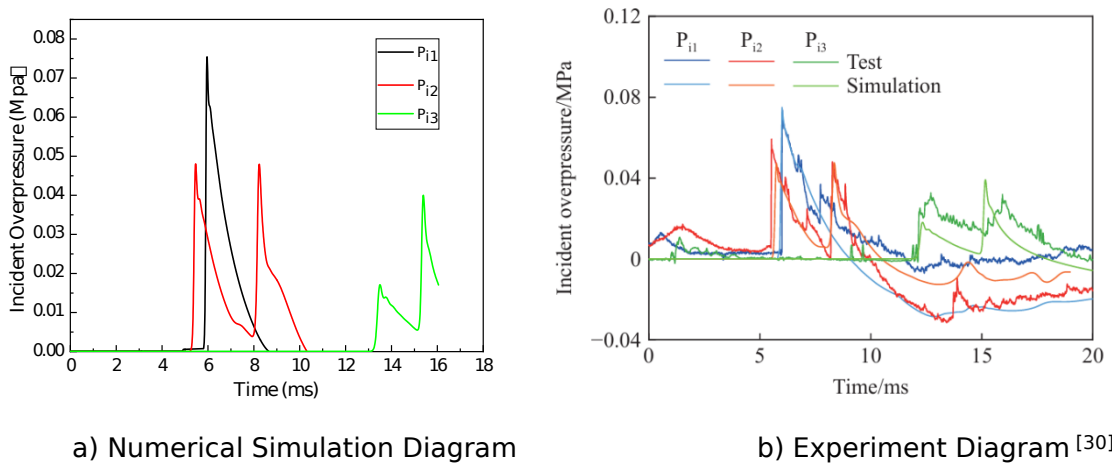 0.08
0.07
0.06
0.05
0.04
0.03
0.02
0.01
0.00
Incident Overpressure (Mpa□)
0 2 4 6 8 10 12 14 16 18
Time (ms)
Pi1
Pi2
Pi3
a) Numerical Simulation Diagram
0.12
0.08
0.04
0
−0.04
Incident overpressure/MPa
Pi1 Pi2 Pi3
Test
Simulation
0 5 10 15 20
Time/ms
b) Experiment Diagram [30]